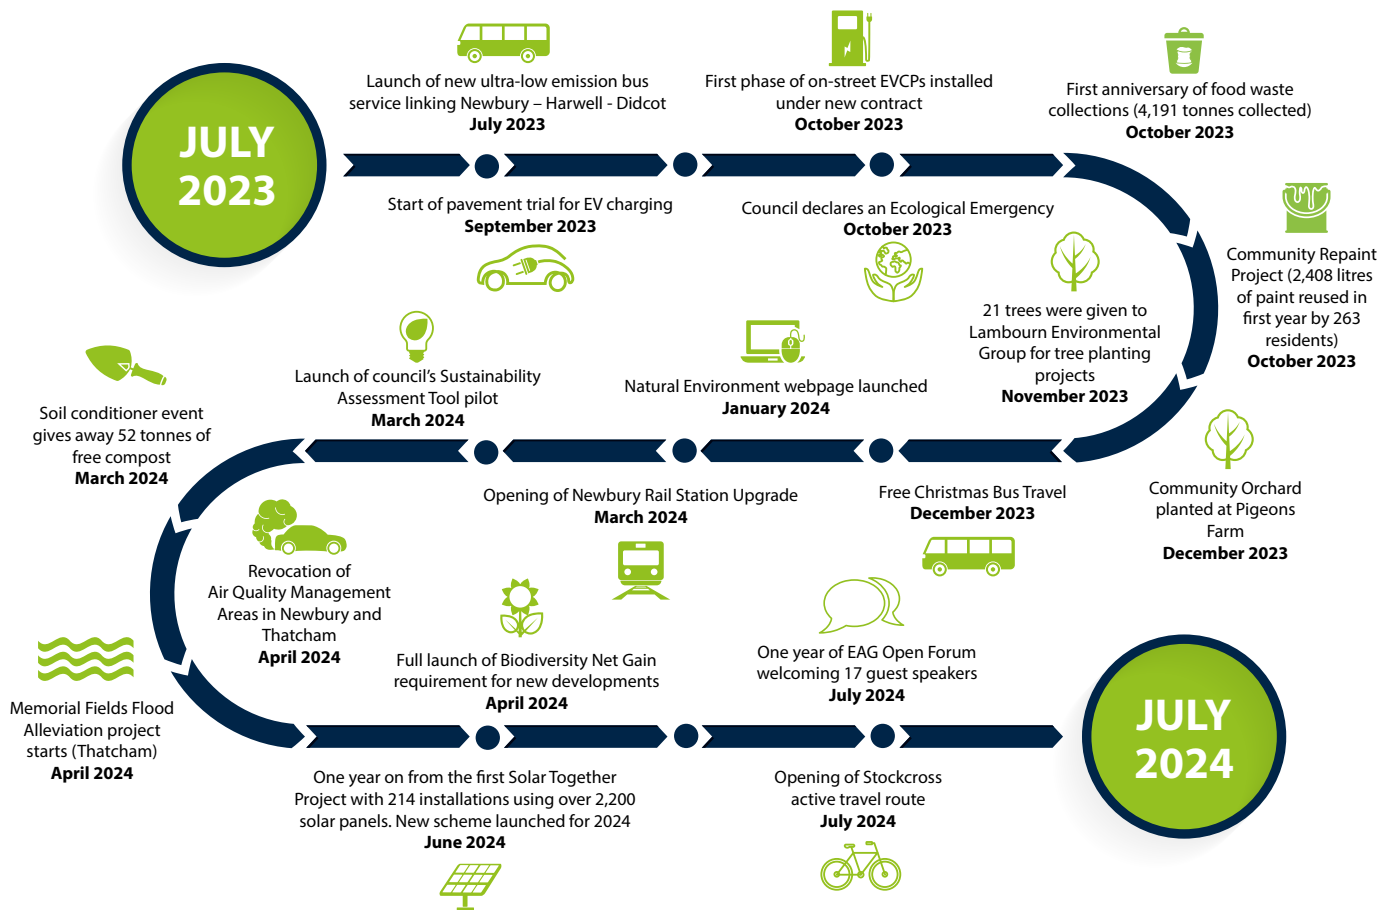 JULY
2023
Launch of new ultra-low emission bus
service linking Newbury – Harwell - Didcot
July 2023
Start of pavement trial for EV charging
September 2023
First phase of on-street EVCPs installed
under new contract
October 2023
Council declares an Ecological Emergency
October 2023
First anniversary of food waste
collections (4,191 tonnes collected)
October 2023
Community Repaint
Project (2,408 litres
of paint reused in
first year by 263
residents)
October 2023
21 trees were given to
Lambourn Environmental
Group for tree planting
projects
November 2023
Community Orchard
planted at Pigeons
Farm
December 2023
Free Christmas Bus Travel
December 2023
Natural Environment webpage launched
January 2024
Opening of Newbury Rail Station Upgrade
March 2024
Launch of council’s Sustainability
Assessment Tool pilot
March 2024
Soil conditioner event
gives away 52 tonnes of
free compost
March 2024
Revocation of
Air Quality Management
Areas in Newbury and
Thatcham
April 2024
Memorial Fields Flood
Alleviation project
starts (Thatcham)
April 2024
Full launch of Biodiversity Net Gain
requirement for new developments
April 2024
One year on from the first Solar Together
Project with 214 installations using over 2,200
solar panels. New scheme launched for 2024
June 2024
One year of EAG Open Forum
welcoming 17 guest speakers
July 2024
Opening of Stockcross
active travel route
July 2024
JULY
2024